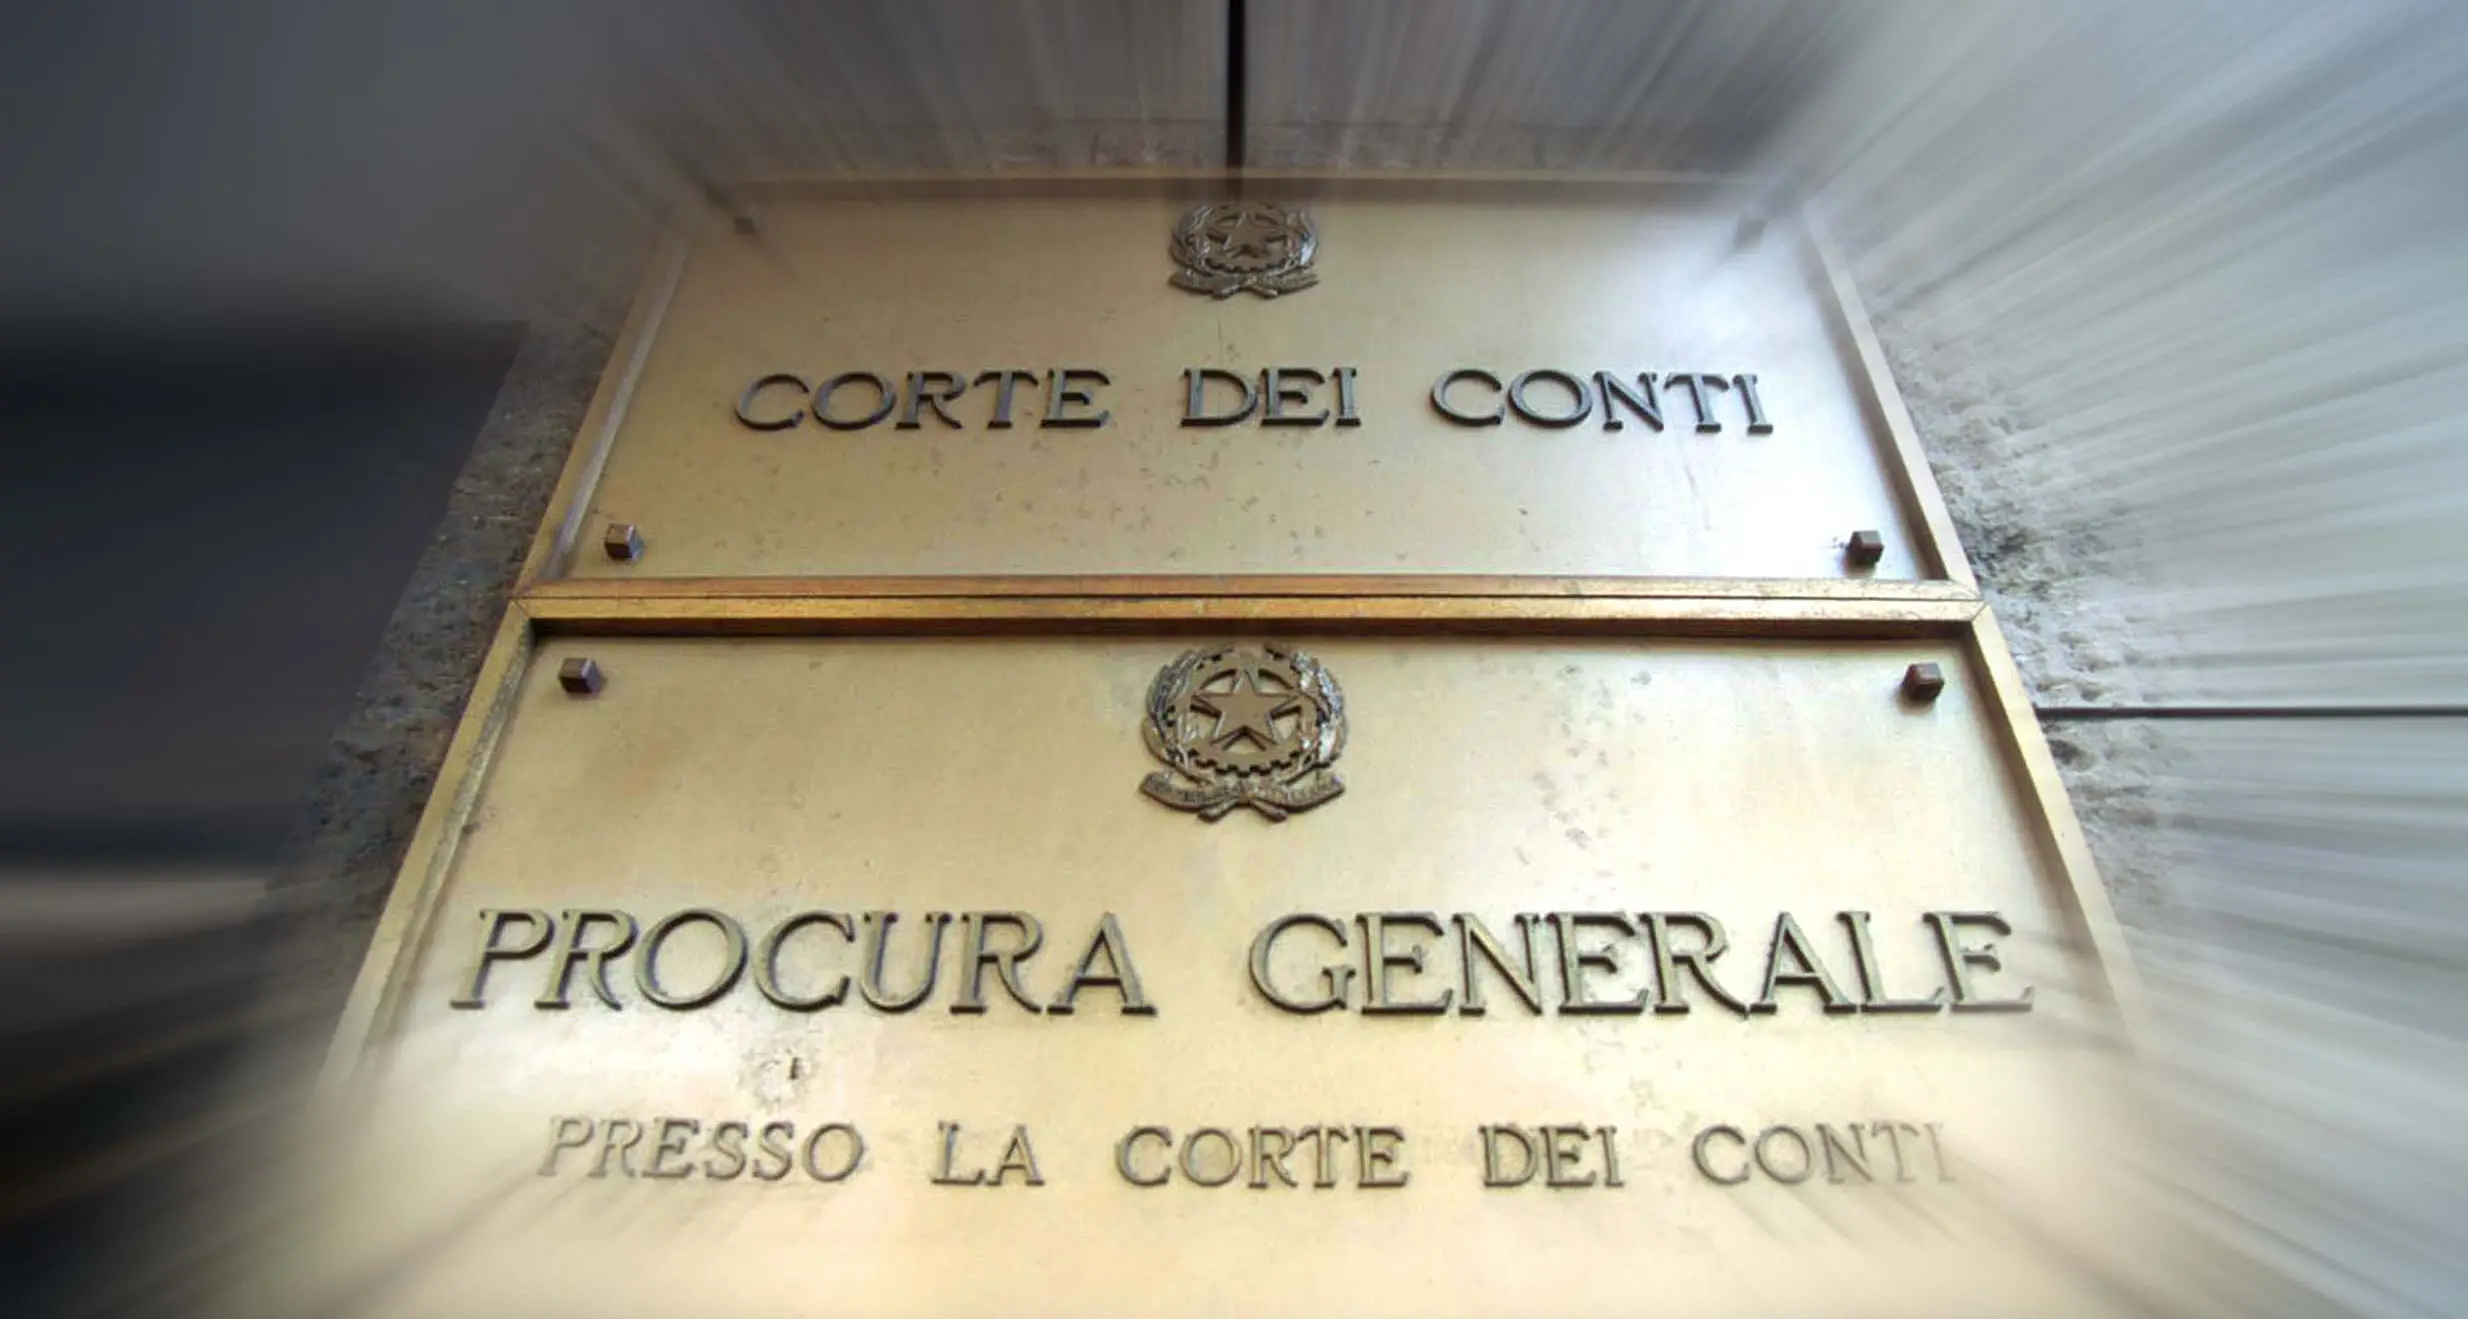 CORTE DEI CONTI
PROCURA GENERALE
PRESSO LA CORTE DEI CONTI